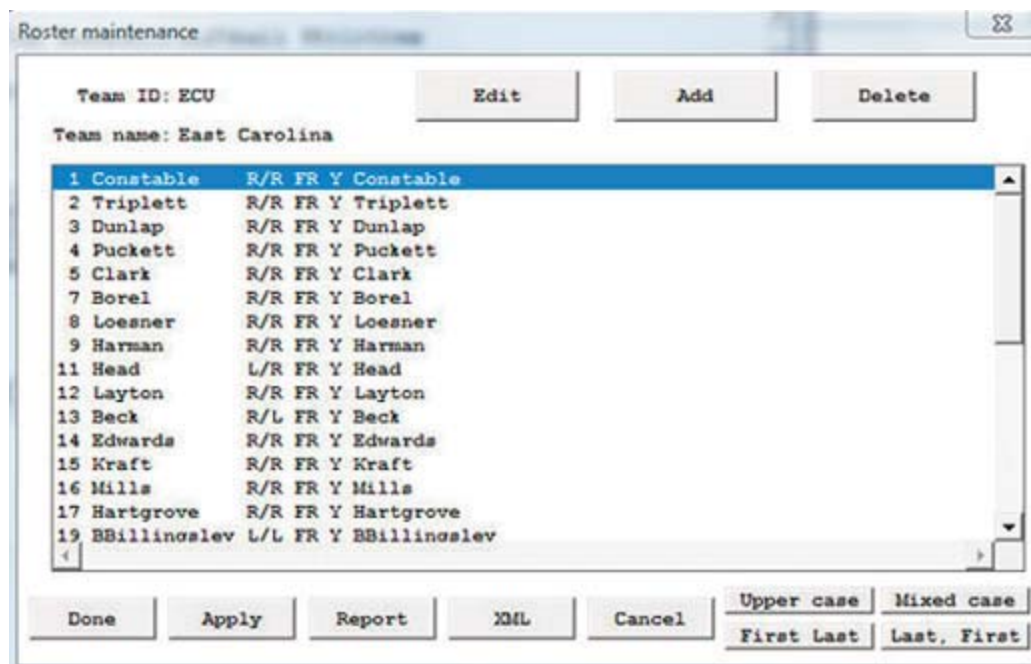 Roster maintenance
Team ID: ECU
Edit
Add
Delete
Team name: East Carolina
1 Constable R/R FR Y Constable
2 Triplett R/R FR Y Triplett
3 Dunlap R/R FR Y Dunlap
4 Puckett R/R FR Y Puckett
5 Clark R/R FR Y Clark
7 Borel R/R FR Y Borel
8 Loesner R/R FR Y Loesner
9 Harman R/R FR Y Harman
11 Head L/R FR Y Head
12 Layton R/R FR Y Layton
13 Beck R/L FR Y Beck
14 Edwards R/R FR Y Edwards
15 Kraft R/R FR Y Kraft
16 Mills R/R FR Y Mills
17 Hartgrove R/R FR Y Hartgrove
19 BBillingsley L/L FR Y BBillingsley
Done
Apply
Report
XML
Cancel
Upper case
Mixed case
First Last
Last, First